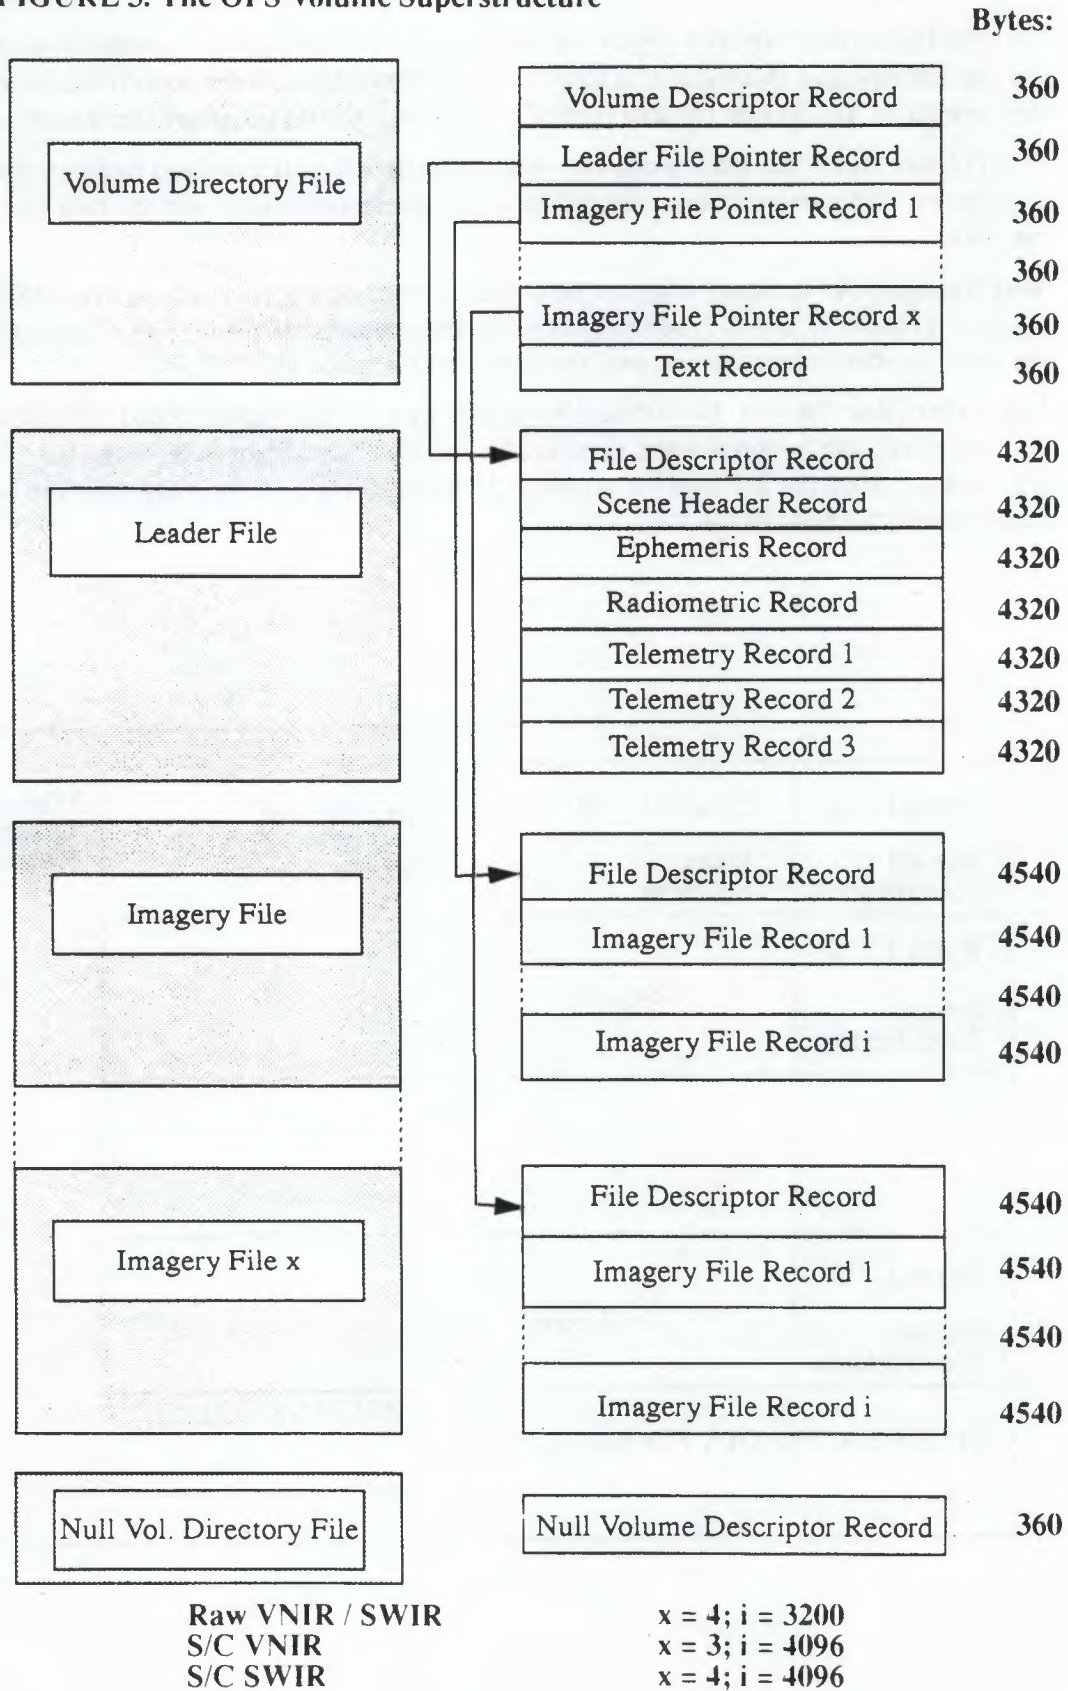 FIGURE 3. The OPS Volume Superstructure
Bytes:
Volume Directory File
Volume Descriptor Record 360
Leader File Pointer Record 360
Imagery File Pointer Record 1 360
360
Imagery File Pointer Record x 360
Text Record 360
Leader File
File Descriptor Record 4320
Scene Header Record 4320
Ephemeris Record 4320
Radiometric Record 4320
Telemetry Record 1 4320
Telemetry Record 2 4320
Telemetry Record 3 4320
Imagery File
File Descriptor Record 4540
Imagery File Record 1 4540
4540
Imagery File Record i 4540
Imagery File x
File Descriptor Record 4540
Imagery File Record 1 4540
4540
Imagery File Record i 4540
Null Vol. Directory File
Null Volume Descriptor Record 360
Raw VNIR / SWIR x = 4; i = 3200
S/C VNIR x = 3; i = 4096
S/C SWIR x = 4; i = 4096